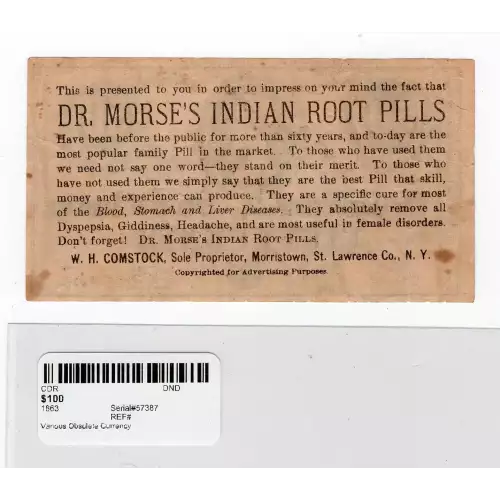 This is presented to you in order to impress on your mind the fact that
DR. MORSE'S INDIAN ROOT PILLS
Have been before the public for more than sixty years, and to-day are the
most popular family Pill in the market. To those who have used them
we need not say one word—they stand on their merit. To those who
have not used them we simply say that they are the best Pill that skill,
money and experience can produce. They are a specific cure for most
of the Blood, Stomach and Liver Diseases. They absolutely remove all
Dyspepsia, Giddiness, Headache, and are most useful in female disorders.
Don't forget! DR. MORSE'S INDIAN ROOT PILLS.
W. H. COMSTOCK, Sole Proprietor, Morristown, St. Lawrence Co., N. Y.
Copyrighted for Advertising Purposes.
CDR DND
$100
1863 Serial#57387
REF#
Various Obsolete Currency